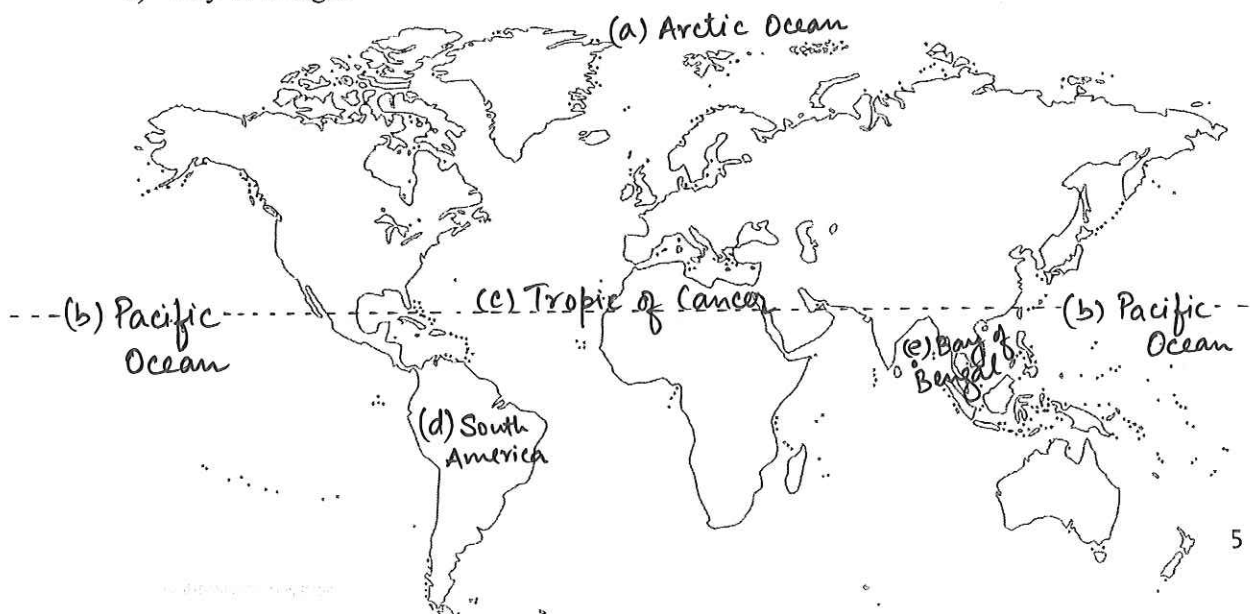 (a) Arctic Ocean
(b) Pacific
Ocean
(c) Tropic of Cancer
(b) Pacific
Ocean
(e) Bay of
Bengal
(d) South
America
5